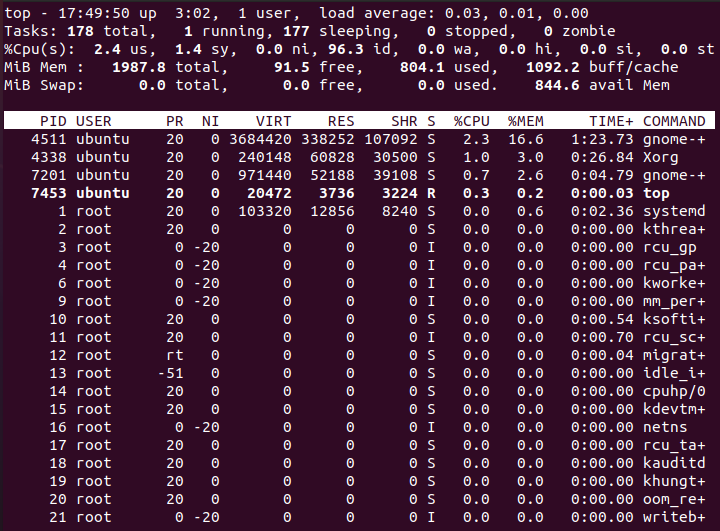 top - 17:49:50 up  3:02,  1 user,  load average: 0.03, 0.01, 0.00
Tasks: 178 total,   1 running, 177 sleeping,   0 stopped,   0 zombie
%Cpu(s):  2.4 us,  1.4 sy,  0.0 ni, 96.3 id,  0.0 wa,  0.0 hi,  0.0 si,  0.0 st
MiB Mem :   1987.8 total,     91.5 free,    804.1 used,   1092.2 buff/cache
MiB Swap:      0.0 total,      0.0 free,      0.0 used.    844.6 avail Mem
PID USER      PR  NI    VIRT    RES    SHR S  %CPU  %MEM     TIME+ COMMAND
4511 ubuntu    20   0 3684420 338252 107092 S   2.3  16.6   1:23.73 gnome-+
4338 ubuntu    20   0  240148  60828  30500 S   1.0   3.0   0:26.84 Xorg
7201 ubuntu    20   0  971440  52188  39108 S   0.7   2.6   0:04.79 gnome-+
7453 ubuntu    20   0   20472   3736   3224 R   0.3   0.2   0:00.03 top
1 root      20   0  103320  12856   8240 S   0.0   0.6   0:02.36 systemd
2 root      20   0       0      0      0 S   0.0   0.0   0:00.00 kthrea+
3 root       0 -20       0      0      0 I   0.0   0.0   0:00.00 rcu_gp
4 root       0 -20       0      0      0 I   0.0   0.0   0:00.00 rcu_pa+
6 root       0 -20       0      0      0 I   0.0   0.0   0:00.00 kworke+
9 root       0 -20       0      0      0 I   0.0   0.0   0:00.00 mm_per+
10 root      20   0       0      0      0 S   0.0   0.0   0:00.54 ksofti+
11 root      20   0       0      0      0 I   0.0   0.0   0:00.70 rcu_sc+
12 root      rt   0       0      0      0 S   0.0   0.0   0:00.04 migrat+
13 root     -51   0       0      0      0 S   0.0   0.0   0:00.00 idle_i+
14 root      20   0       0      0      0 S   0.0   0.0   0:00.00 cpuhp/0
15 root      20   0       0      0      0 S   0.0   0.0   0:00.00 kdevtm+
16 root       0 -20       0      0      0 I   0.0   0.0   0:00.00 netns
17 root      20   0       0      0      0 S   0.0   0.0   0:00.00 rcu_ta+
18 root      20   0       0      0      0 S   0.0   0.0   0:00.00 kauditd
19 root      20   0       0      0      0 S   0.0   0.0   0:00.00 khungt+
20 root      20   0       0      0      0 S   0.0   0.0   0:00.00 oom_re+
21 root       0 -20       0      0      0 I   0.0   0.0   0:00.00 writeb+